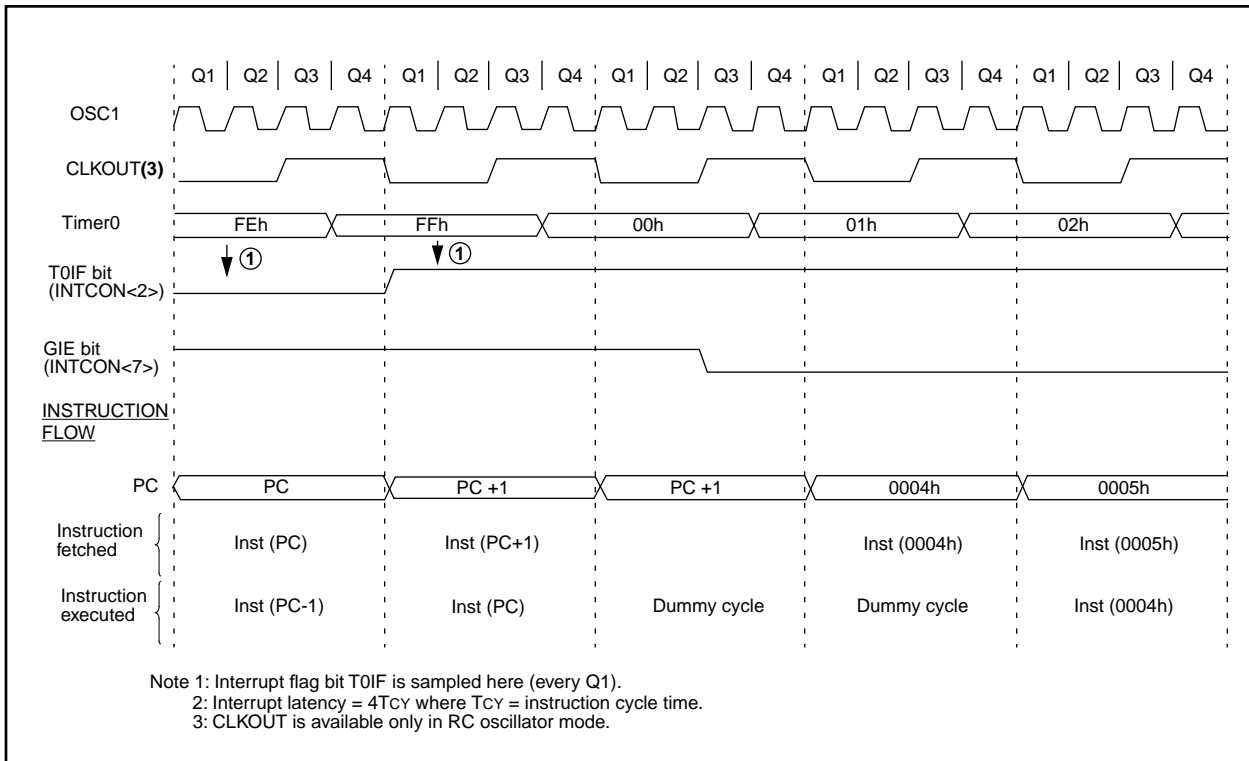 Q1 Q2 Q3 Q4 Q1 Q2 Q3 Q4 Q1 Q2 Q3 Q4 Q1 Q2 Q3 Q4 Q1 Q2 Q3 Q4
OSC1
CLKOUT(3)
Timer0 FEh FFh 00h 01h 02h
① ①
T0IF bit
(INTCON<2>)
GIE bit
(INTCON<7>)
INSTRUCTION
FLOW
PC PC PC +1 PC +1 0004h 0005h
Instruction
fetched
Inst (PC) Inst (PC+1) Inst (0004h) Inst (0005h)
Instruction
executed
Inst (PC-1) Inst (PC) Dummy cycle Dummy cycle Inst (0004h)
Note 1: Interrupt flag bit T0IF is sampled here (every Q1).
2: Interrupt latency = 4TCY where TCY = instruction cycle time.
3: CLKOUT is available only in RC oscillator mode.